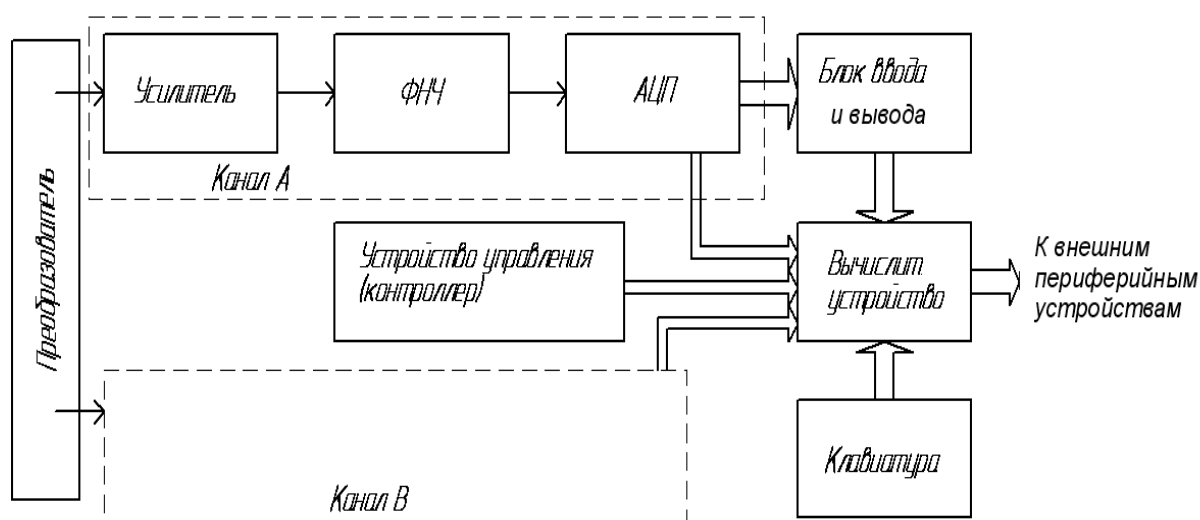 Преобразователь
Усилитель
ФНЧ
АЦП
Блок ввода
и вывода
Канал А
Устройство управления
(контроллер)
Вычислит
устройство
К внешним
периферийным
устройствам
Клавиатура
Канал В